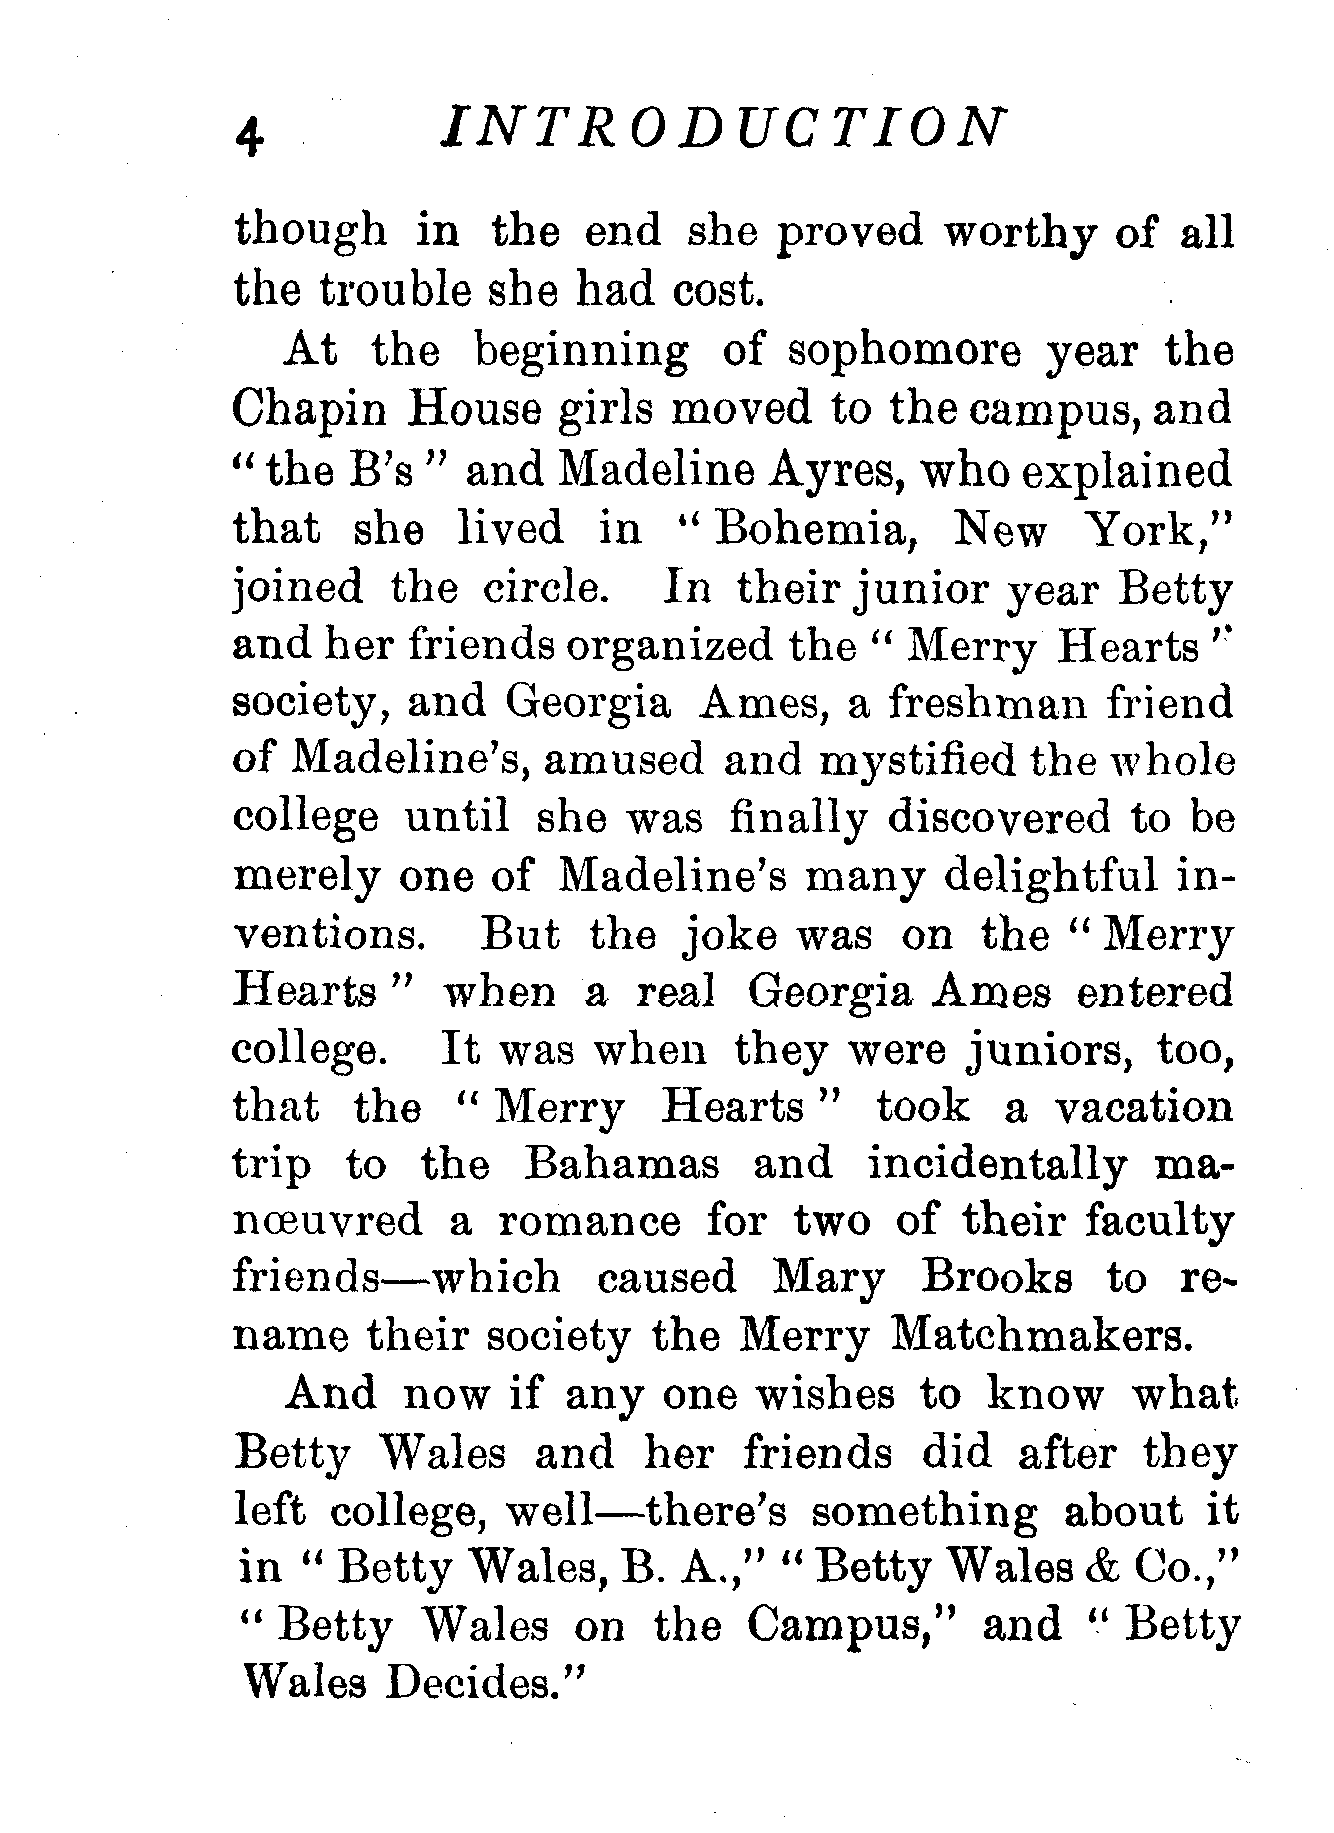 4 INTRODUCTION
though in the end she proved worthy of all
the trouble she had cost.
At the beginning of sophomore year the
Chapin House girls moved to the campus, and
“ the B’s ” and Madeline Ayres, who explained
that she lived in “ Bohemia, New York,”
joined the circle. In their junior year Betty
and her friends organized the “ Merry Hearts ”
society, and Georgia Ames, a freshman friend
of Madeline’s, amused and mystified the whole
college until she was finally discovered to be
merely one of Madeline’s many delightful in-
ventions. But the joke was on the “ Merry
Hearts ” when a real Georgia Ames entered
college. It was when they were juniors, too,
that the “ Merry Hearts ” took a vacation
trip to the Bahamas and incidentally ma-
nœuvred a romance for two of their faculty
friends—which caused Mary Brooks to re-
name their society the Merry Matchmakers.
And now if any one wishes to know what
Betty Wales and her friends did after they
left college, well—there’s something about it
in “ Betty Wales, B. A.,” “ Betty Wales & Co.,”
“ Betty Wales on the Campus,” and “ Betty
Wales Decides.”